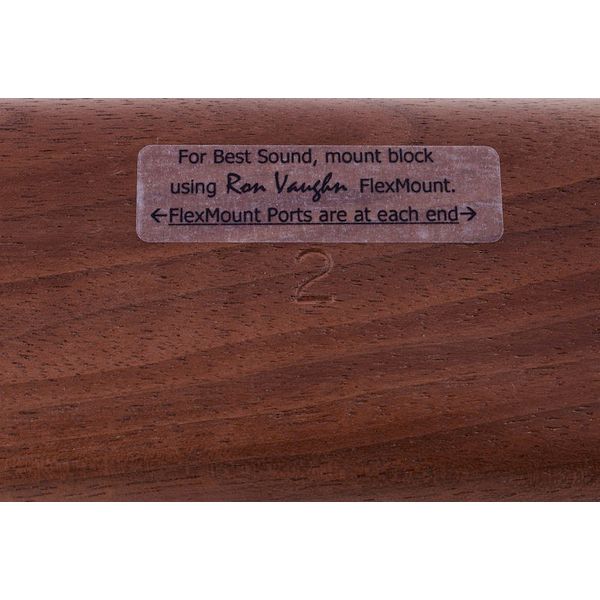 For Best Sound, mount block
using Ron Vaughn FlexMount.
←FlexMount Ports are at each end→
2